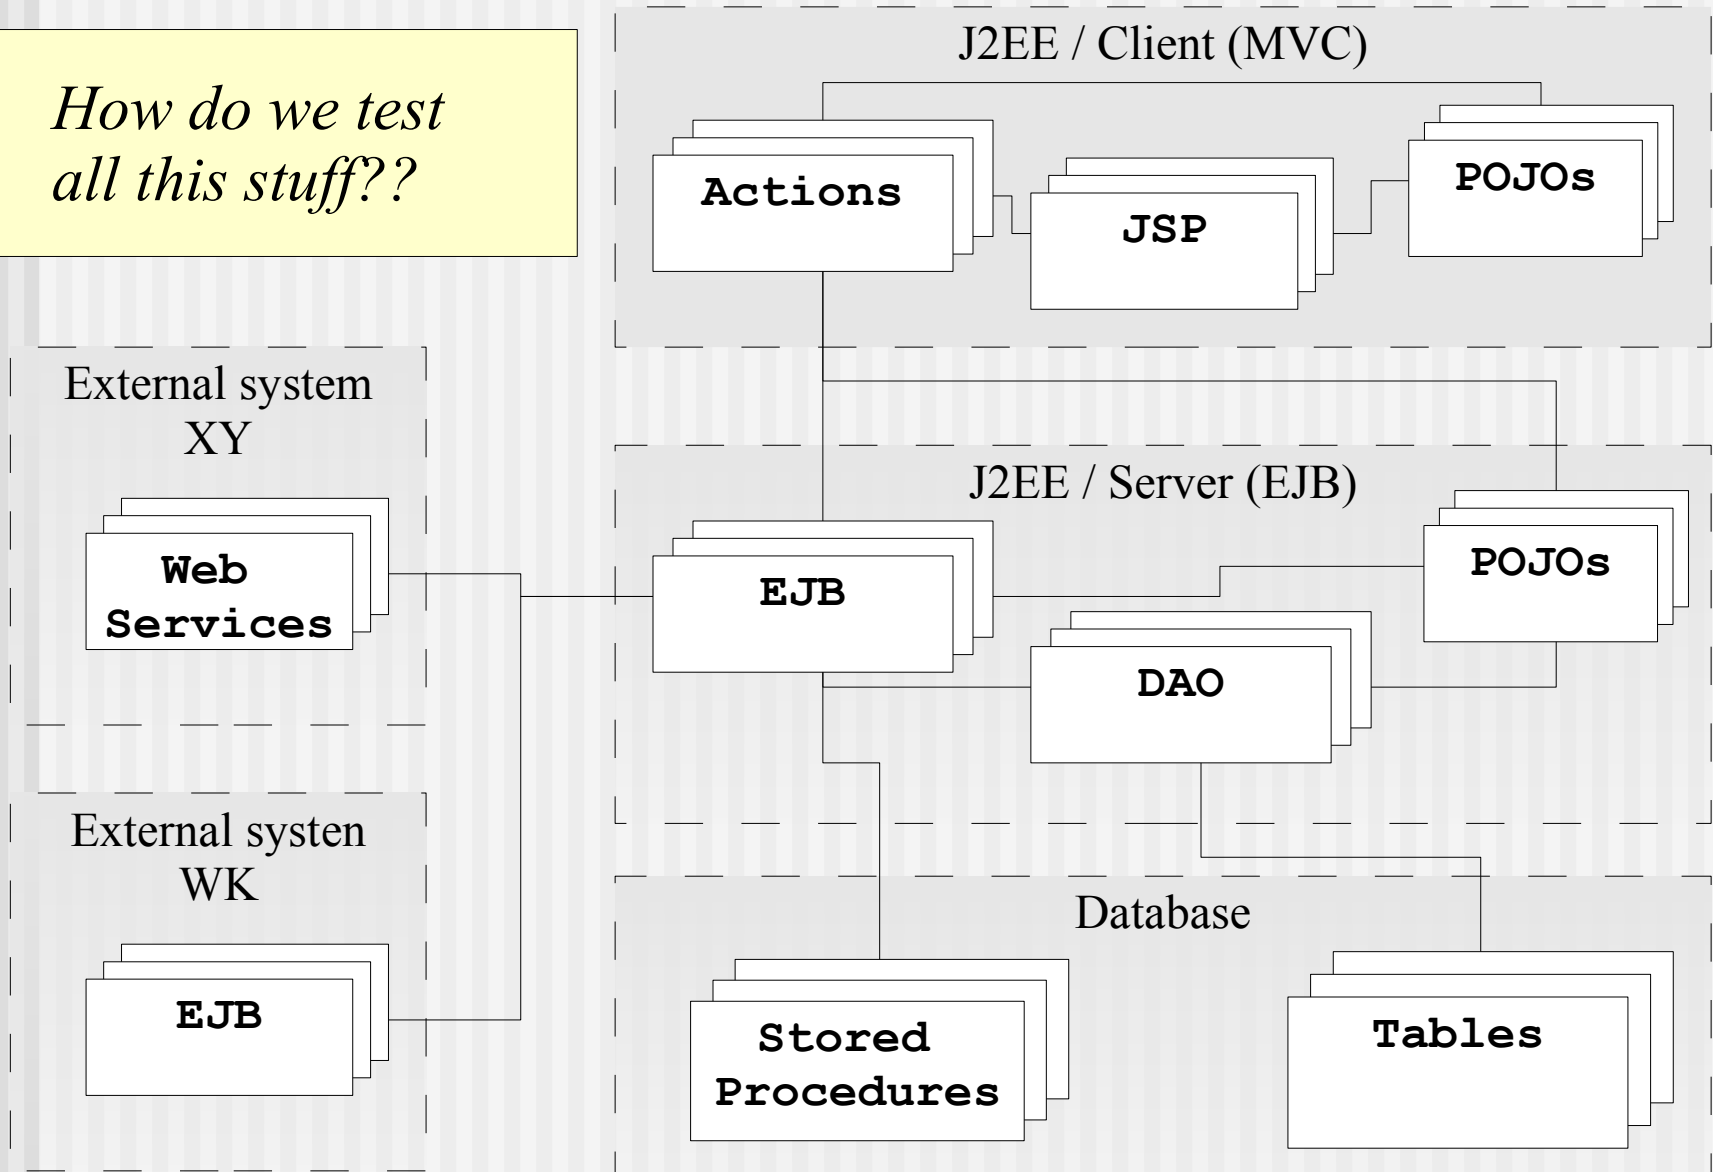 How do we test
all this stuff??
J2EE / Client (MVC)
Actions
JSP
POJOs
External system
XY
Web
Services
J2EE / Server (EJB)
EJB
POJOs
DAO
External systen
WK
EJB
Database
Stored
Procedures
Tables